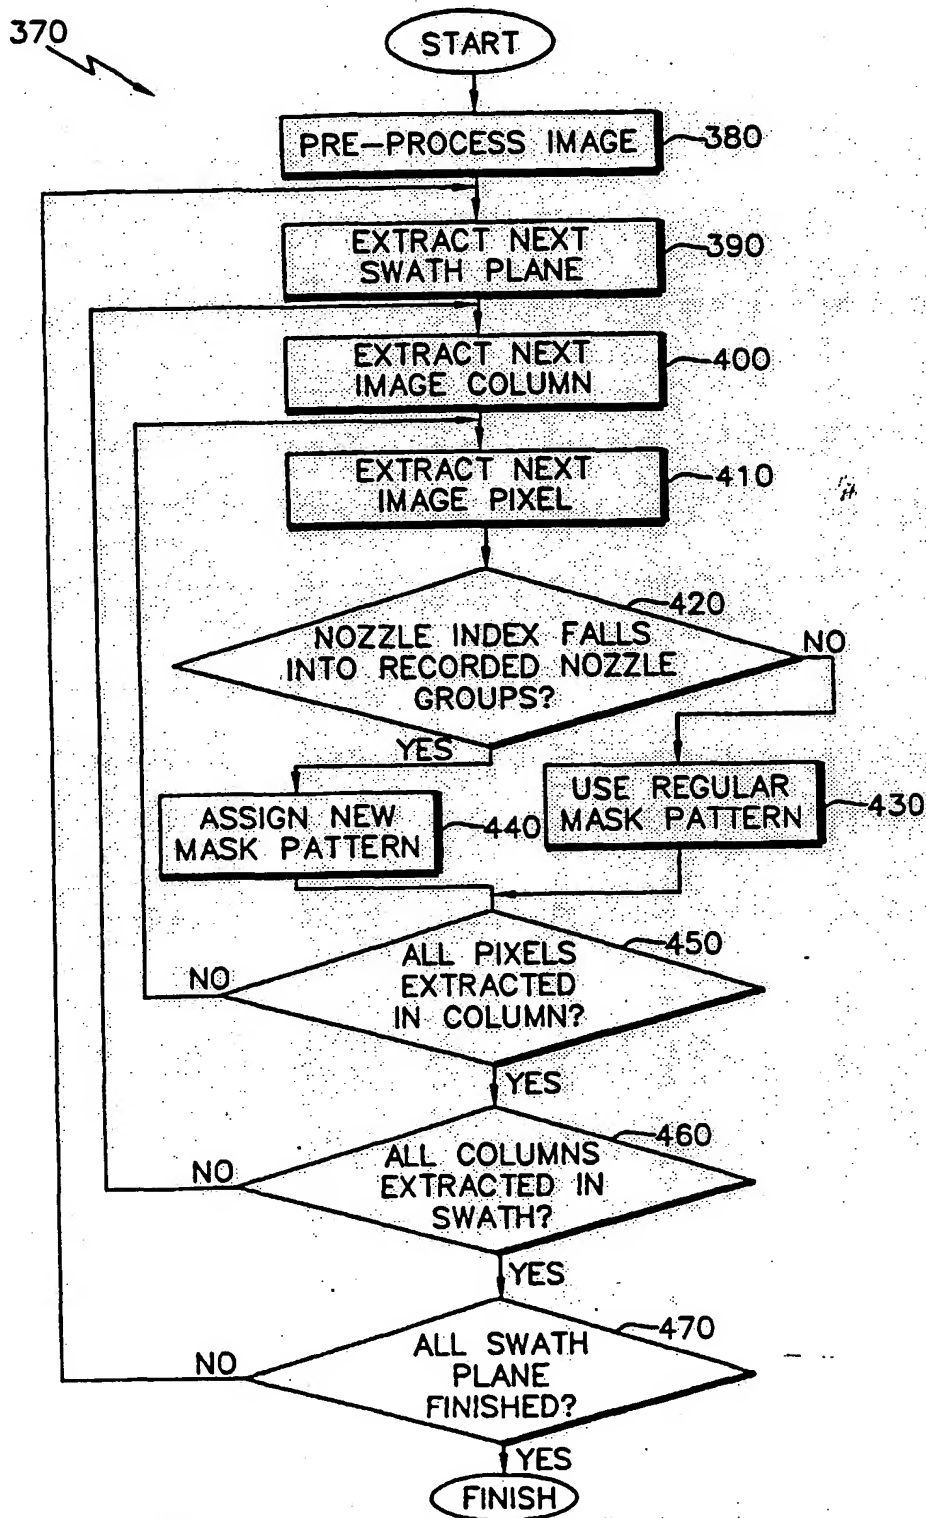 370
START
PRE-PROCESS IMAGE
380
EXTRACT NEXT
SWATH PLANE
390
EXTRACT NEXT
IMAGE COLUMN
400
EXTRACT NEXT
IMAGE PIXEL
410
420
NOZZLE INDEX FALLS
INTO RECORDED NOZZLE
GROUPS?
NO
YES
ASSIGN NEW
MASK PATTERN
440
USE REGULAR
MASK PATTERN
430
450
ALL PIXELS
EXTRACTED
IN COLUMN?
NO
YES
460
ALL COLUMNS
EXTRACTED IN
SWATH?
NO
YES
470
ALL SWATH
PLANE
FINISHED?
NO
YES
FINISH